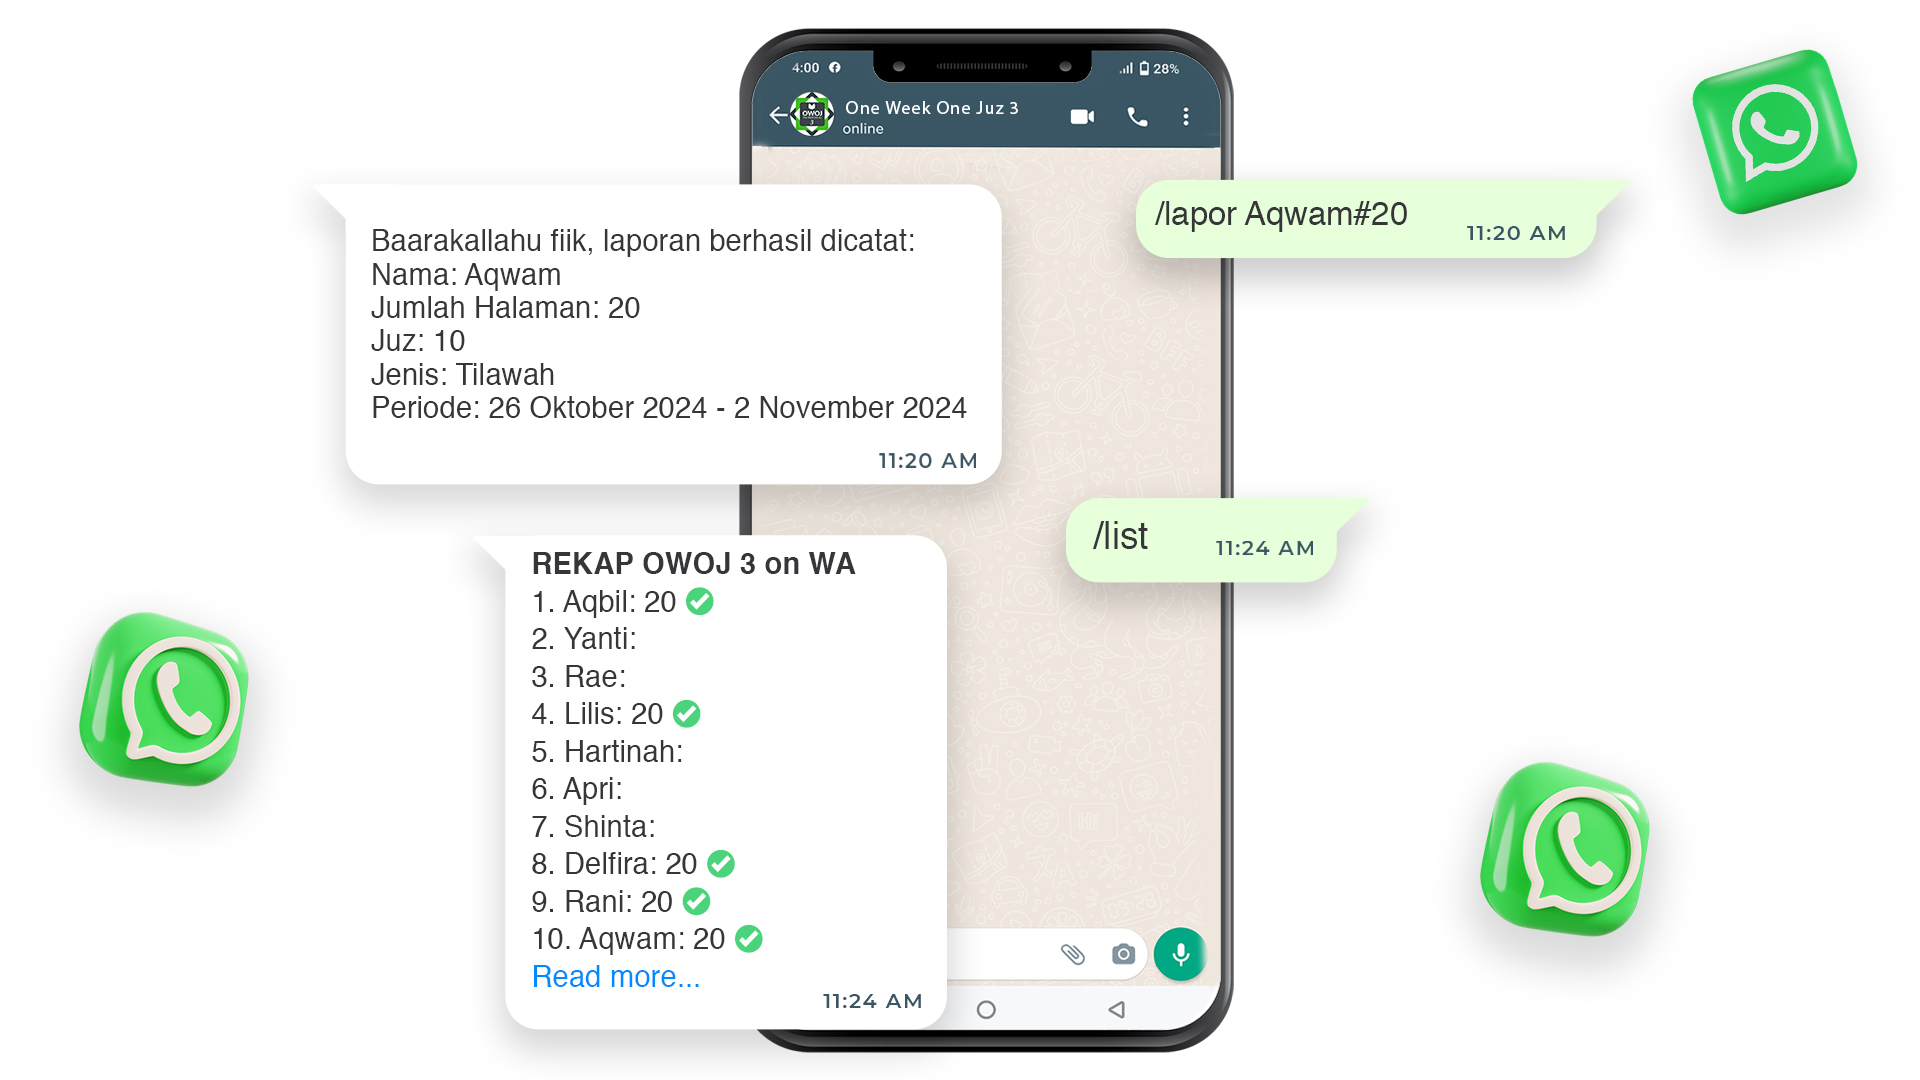 4:00
28%
One Week One Juz 3
online
OWOJ
3
/lapor Aqwam#20
11:20 AM
Baarakallahu fiik, laporan berhasil dicatat:
Nama: Aqwam
Jumlah Halaman: 20
Juz: 10
Jenis: Tilawah
Periode: 26 Oktober 2024 - 2 November 2024
11:20 AM
/list
11:24 AM
REKAP OWOJ 3 on WA
1. Aqbil: 20 ✅
2. Yanti:
3. Rae:
4. Lilis: 20 ✅
5. Hartinah:
6. Apri:
7. Shinta:
8. Delfira: 20 ✅
9. Rani: 20 ✅
10. Aqwam: 20 ✅
Read more...
11:24 AM